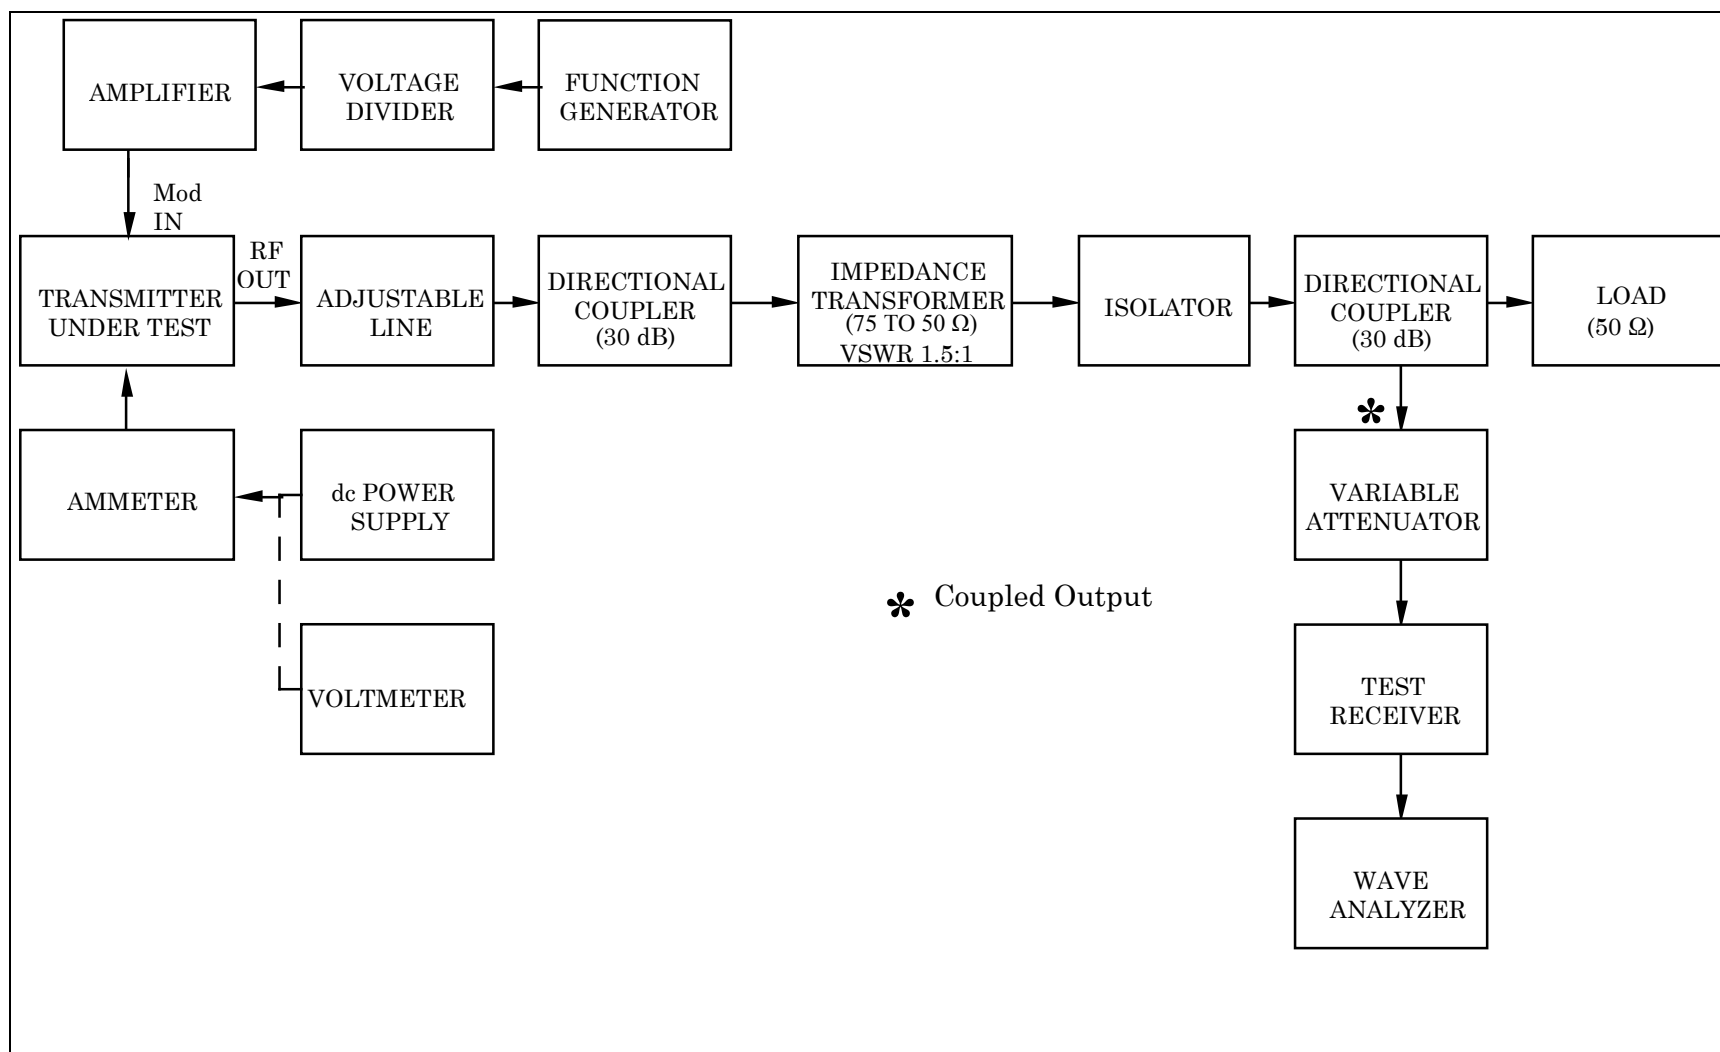 AMPLIFIER
VOLTAGE
DIVIDER
FUNCTION
GENERATOR
Mod
IN
TRANSMITTER
UNDER TEST
RF
OUT
ADJUSTABLE
LINE
DIRECTIONAL
COUPLER
(30 dB)
IMPEDANCE
TRANSFORMER
(75 TO 50 Ω)
VSWR 1.5:1
ISOLATOR
DIRECTIONAL
COUPLER
(30 dB)
LOAD
(50 Ω)
*
AMMETER
dc POWER
SUPPLY
VARIABLE
ATTENUATOR
* Coupled Output
VOLTMETER
TEST
RECEIVER
WAVE
ANALYZER